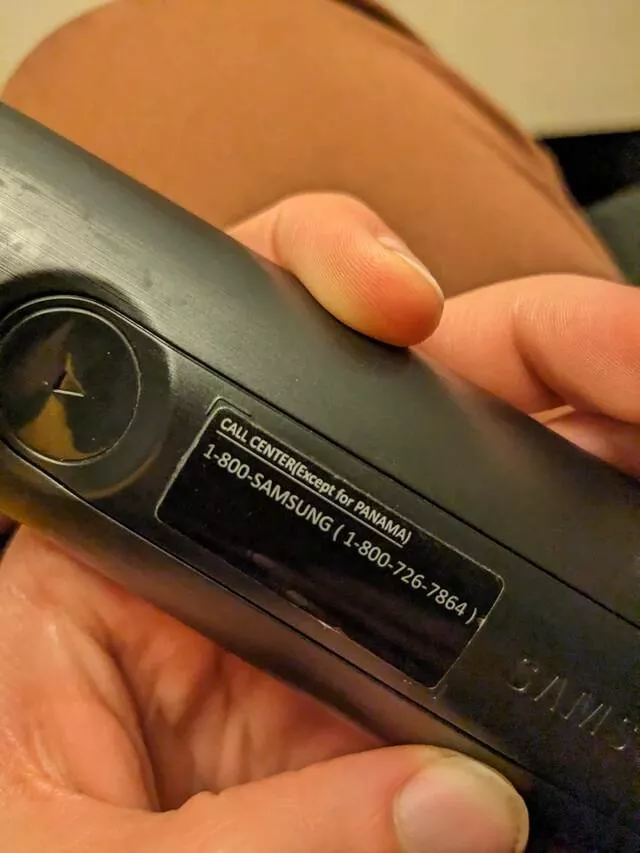 CALL CENTER(Except for PANAMA)
1-800-SAMSUNG ( 1-800-726-7864 )